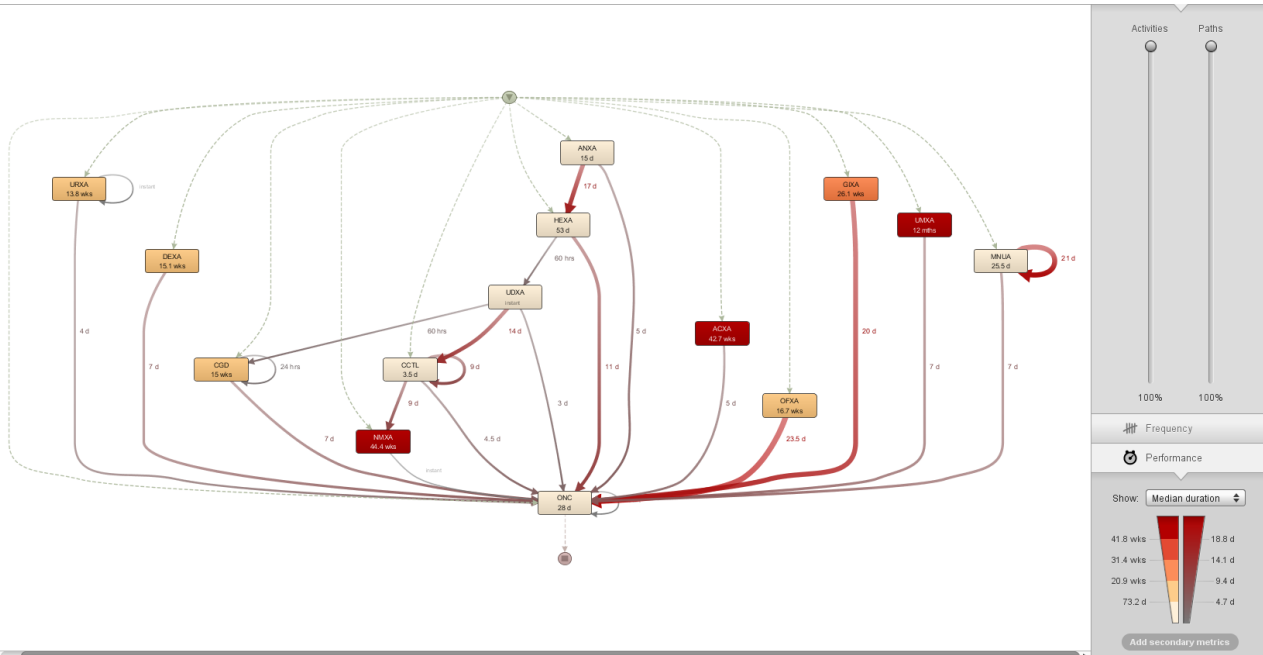 Activities
Paths
ANXA
15 d
URXA
13.8 wks
instant
17 d
GIXA
26.1 wks
HEXA
53 d
UMXA
12 mths
DEXA
15.1 wks
60 hrs
MNUA
25.5 d
21 d
UDXA
instant
4 d
60 hrs
14 d
5 d
ACXA
42.7 wks
20 d
7 d
CGD
15 wks
24 hrs
CCTL
3.5 d
9 d
11 d
7 d
7 d
9 d
3 d
5 d
OFXA
16.7 wks
100%
100%
7 d
NMXA
44.4 wks
4.5 d
23.5 d
Frequency
instant
Performance
ONC
28 d
Show:
Median duration
41.8 wks
18.8 d
31.4 wks
14.1 d
20.9 wks
9.4 d
73.2 d
4.7 d
Add secondary metrics